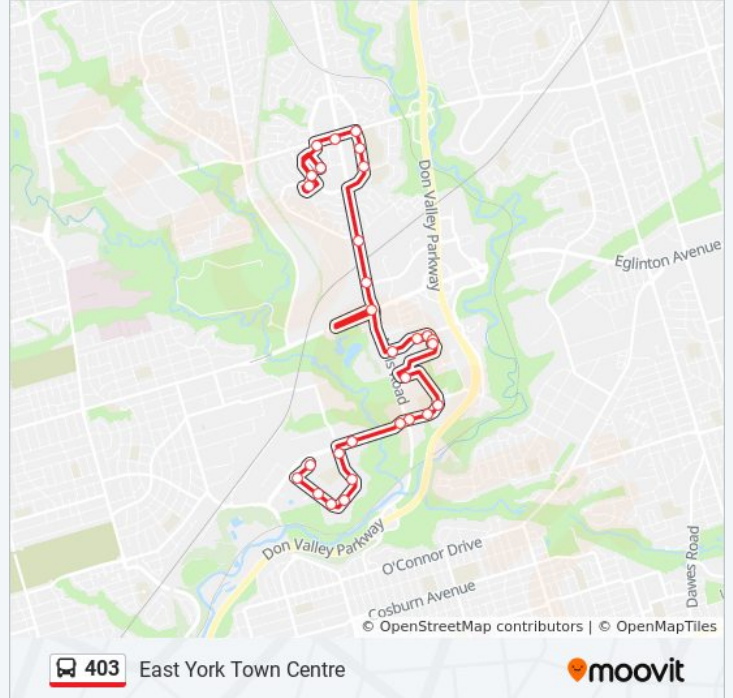 Don Valley Parkway
Eglinton Avenue
Road
Don Valley Parkway
O'Connor Drive
Cosburn Avenue
Dawes Road
© OpenStreetMap contributors | © OpenMapTiles
403 East York Town Centre
moovit